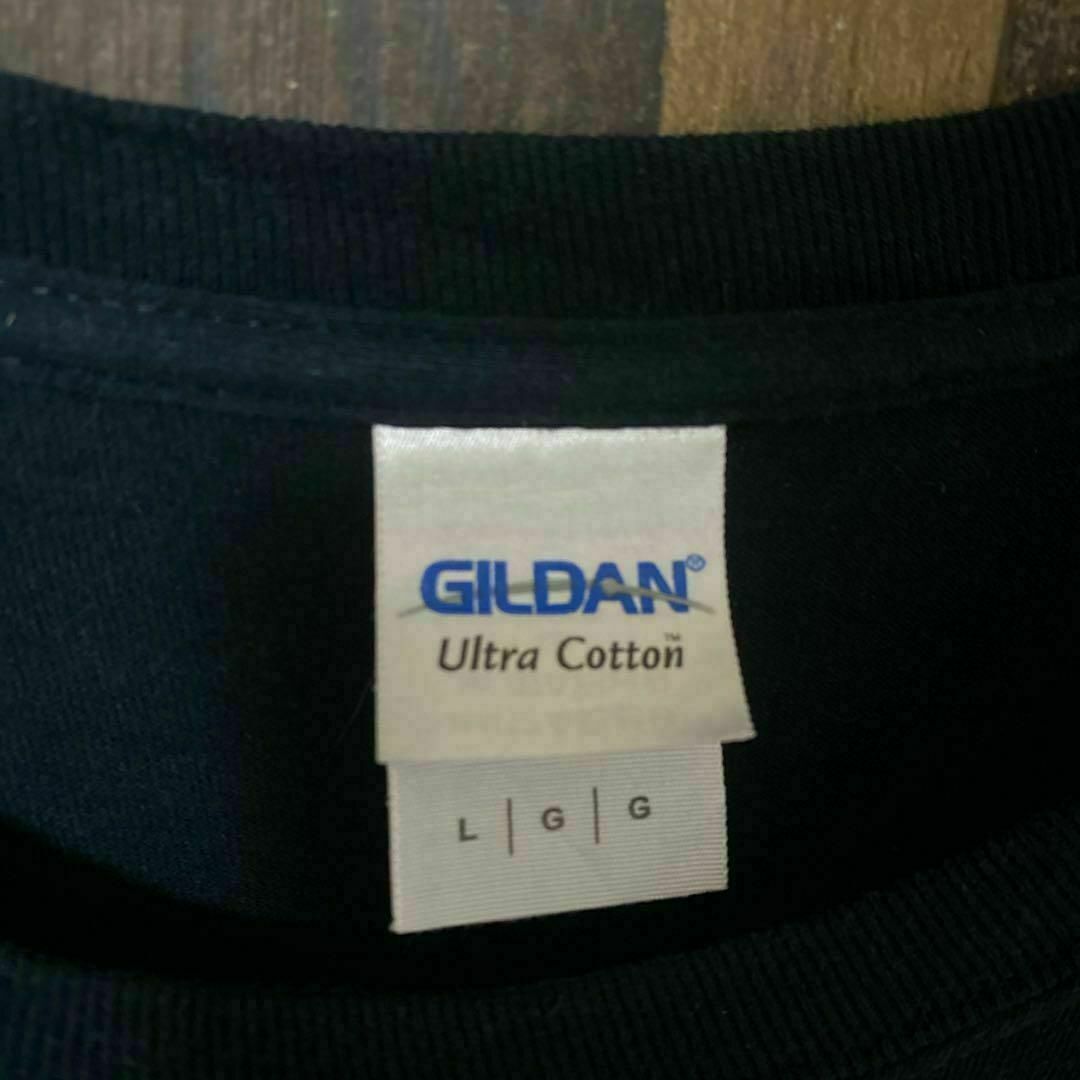 GILDAN®
Ultra Cotton™
L | G | G